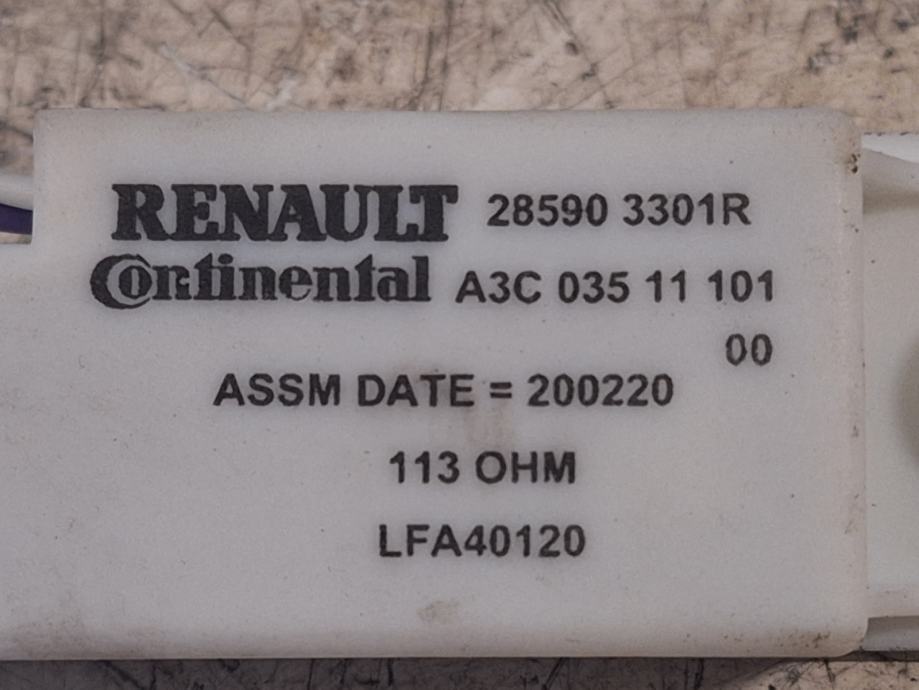 RENAULT 28590 3301R
Continental A3C 035 11 101
00
ASSM DATE = 200220
113 OHM
LFA40120